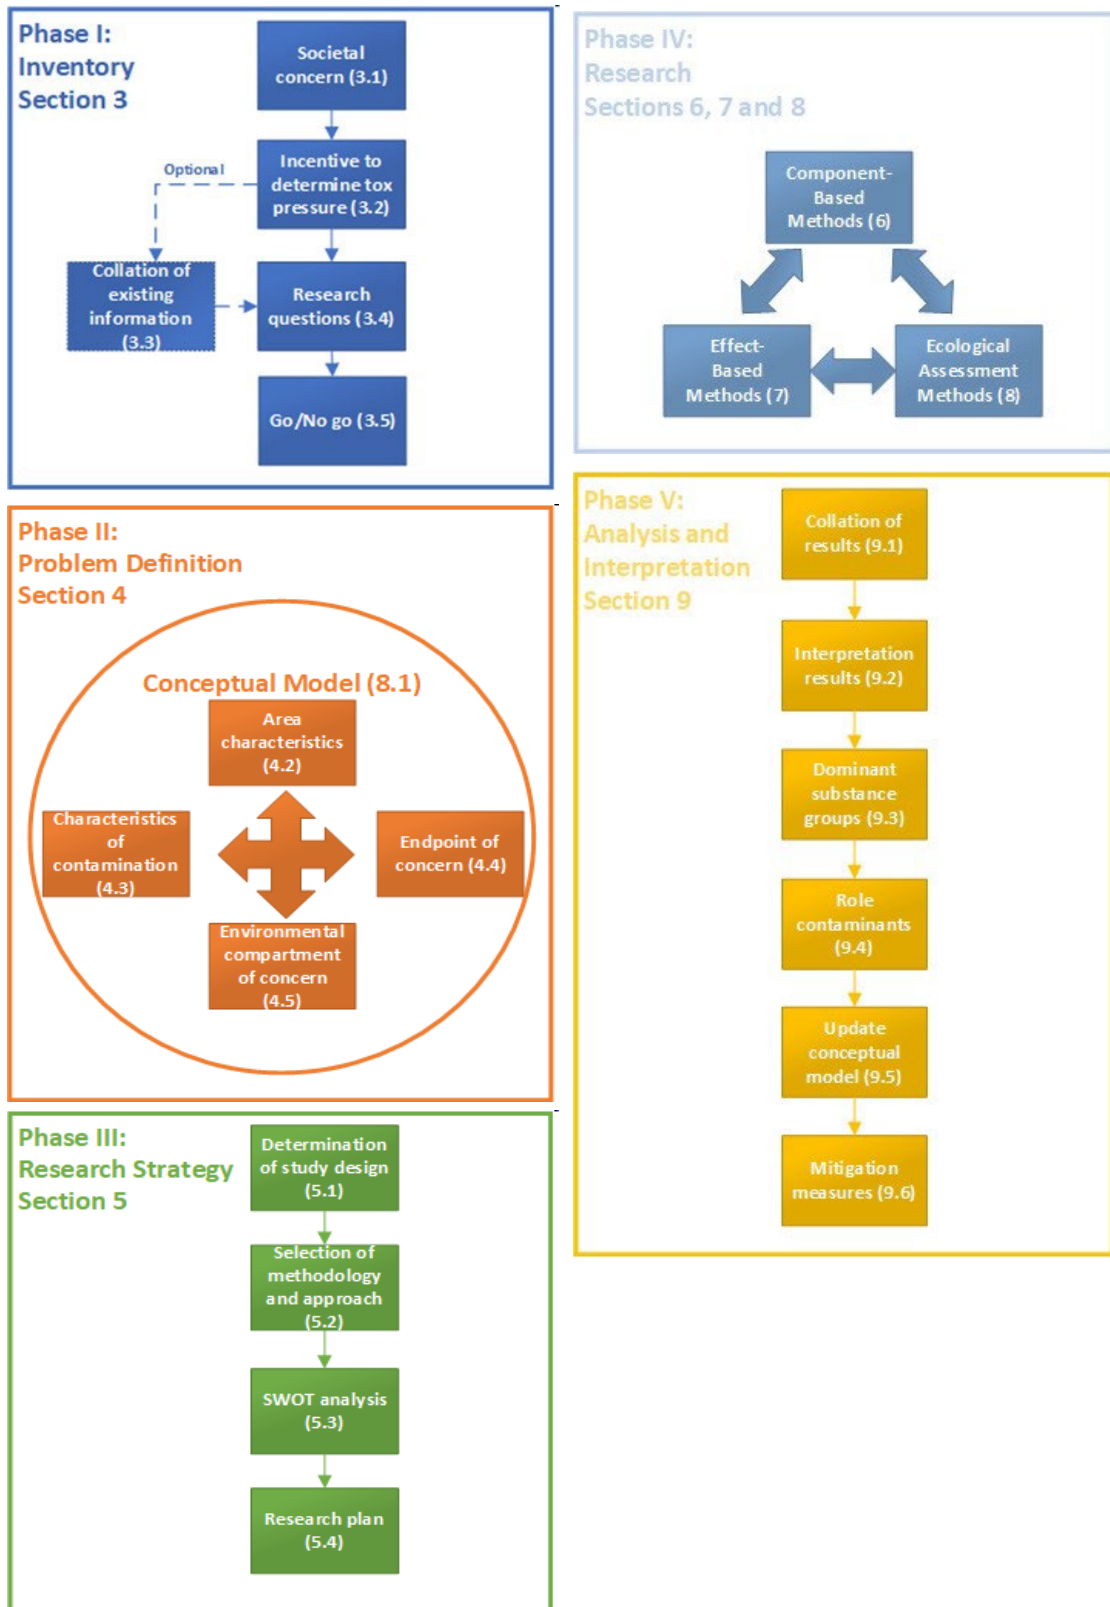 Phase I:
Inventory
Section 3
Societal
concern (3.1)
Optional
Incentive to
determine tox
pressure (3.2)
Collation of
existing
information
(3.3)
Research
questions (3.4)
Go/No go (3.5)
Phase II:
Problem Definition
Section 4
Conceptual Model (8.1)
Area
characteristics
(4.2)
Characteristics
of
contamination
(4.3)
Endpoint of
concern (4.4)
Environmental
compartment
of concern
(4.5)
Phase III:
Research Strategy
Section 5
Determination
of study design
(5.1)
Selection of
methodology
and approach
(5.2)
SWOT analysis
(5.3)
Research plan
(5.4)
Phase IV:
Research
Sections 6, 7 and 8
Component-
Based
Methods (6)
Effect-
Based
Methods (7)
Ecological
Assessment
Methods (8)
Phase V:
Analysis and
Interpretation
Section 9
Collation of
results (9.1)
Interpretation
results (9.2)
Dominant
substance
groups (9.3)
Role
contaminants
(9.4)
Update
conceptual
model (9.5)
Mitigation
measures (9.6)